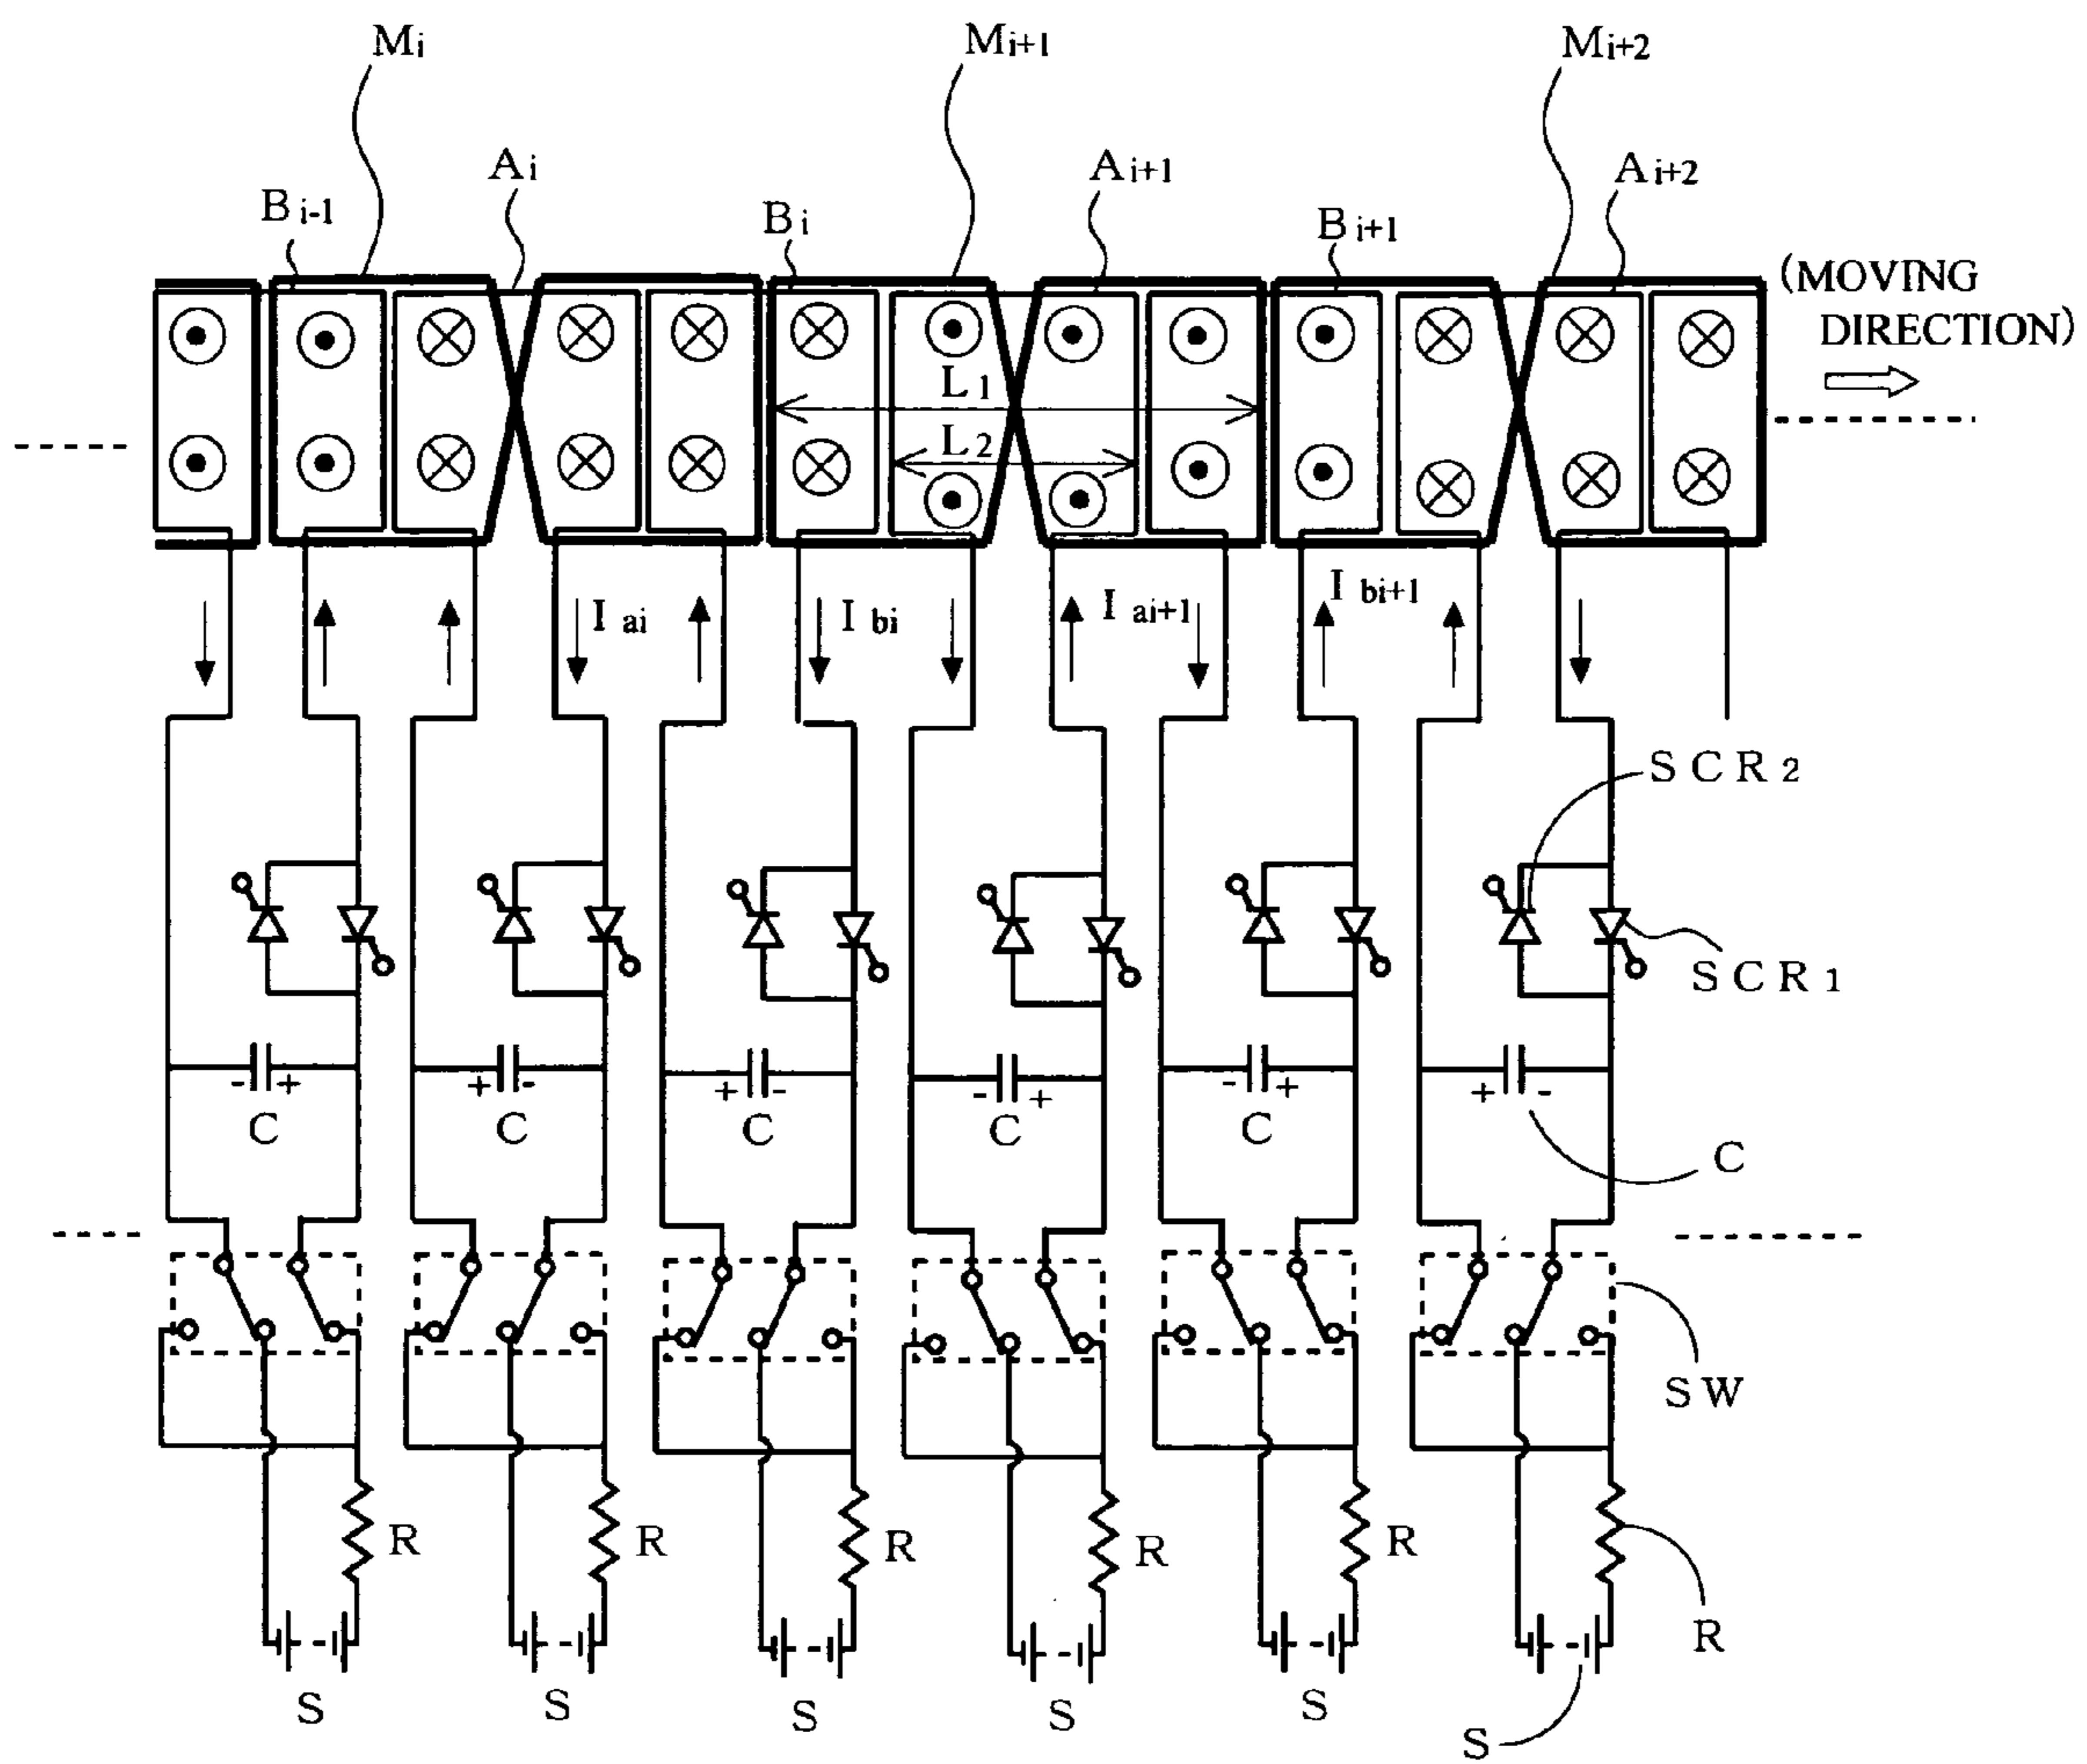 Mi
Mi+1
Mi+2
Ai
Ai+1
Ai+2
Bi-1
Bi
Bi+1
(MOVING
DIRECTION)
L1
L2
I ai
I bi
I ai+1
I bi+1
SCR2
SCR1
- +
+ -
+ -
- +
- +
+ -
C
C
C
C
C
C
SW
R
R
R
R
R
R
S
S
S
S
S
S